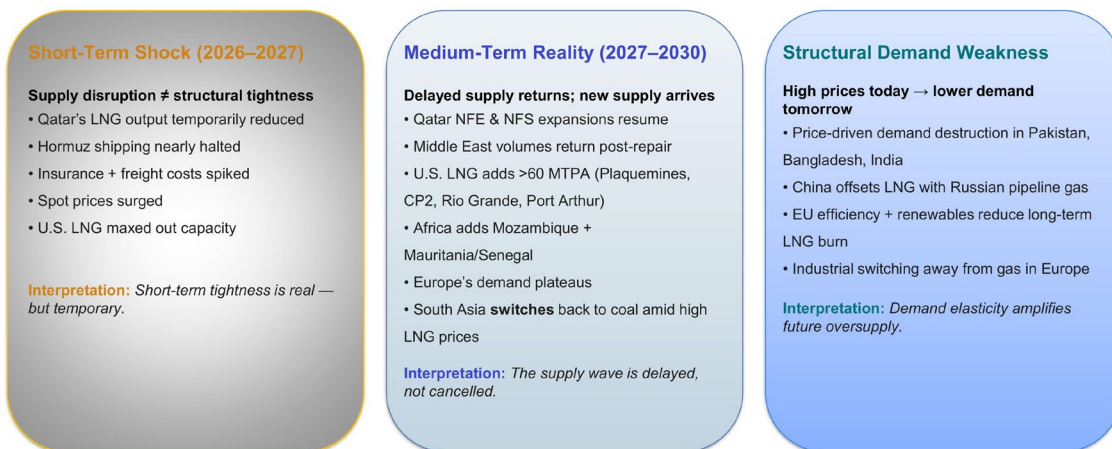 Short-Term Shock (2026–2027)
Supply disruption ≠ structural tightness
• Qatar's LNG output temporarily reduced
• Hormuz shipping nearly halted
• Insurance + freight costs spiked
• Spot prices surged
• U.S. LNG maxed out capacity
Interpretation: Short-term tightness is real —
but temporary.
Medium-Term Reality (2027–2030)
Delayed supply returns; new supply arrives
• Qatar NFE & NFS expansions resume
• Middle East volumes return post-repair
• U.S. LNG adds >60 MTPA (Plaquemines,
CP2, Rio Grande, Port Arthur)
• Africa adds Mozambique +
Mauritania/Senegal
• Europe's demand plateaus
• South Asia switches back to coal amid high
LNG prices
Interpretation: The supply wave is delayed,
not cancelled.
Structural Demand Weakness
High prices today → lower demand
tomorrow
• Price-driven demand destruction in Pakistan,
Bangladesh, India
• China offsets LNG with Russian pipeline gas
• EU efficiency + renewables reduce long-term
LNG burn
• Industrial switching away from gas in Europe
Interpretation: Demand elasticity amplifies
future oversupply.